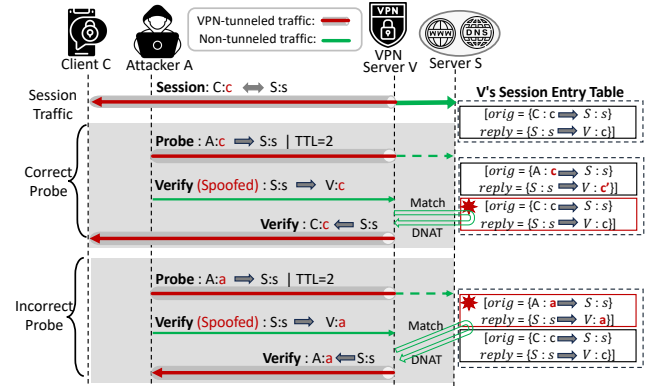 VPN-tunneled traffic:
Non-tunneled traffic:
VPN
WWW
DNS
Client C
Attacker A
VPN
Server V
Server S
Session: C:c S:s
V's Session Entry Table
Session
Traffic
[orig = {C : c S : s}
reply = {S : s V : c}]
Probe : A:c S:s | TTL=2
Correct
Probe
Verify (Spoofed) : S:s V:c
[orig = {A : c S : s}
reply = {S : s V : c'}]
Match
[orig = {C : c S : s}
reply = {S : s V : c}]
Verify : C:c S:s
DNAT
Probe : A:a S:s | TTL=2
Incorrect
Probe
Verify (Spoofed) : S:s V:a
Match
[orig = {A : a S : s}
reply = {S : s V : a}]
[orig = {C : c S : s}
reply = {S : s V : c}]
Verify : A:a S:s
DNAT